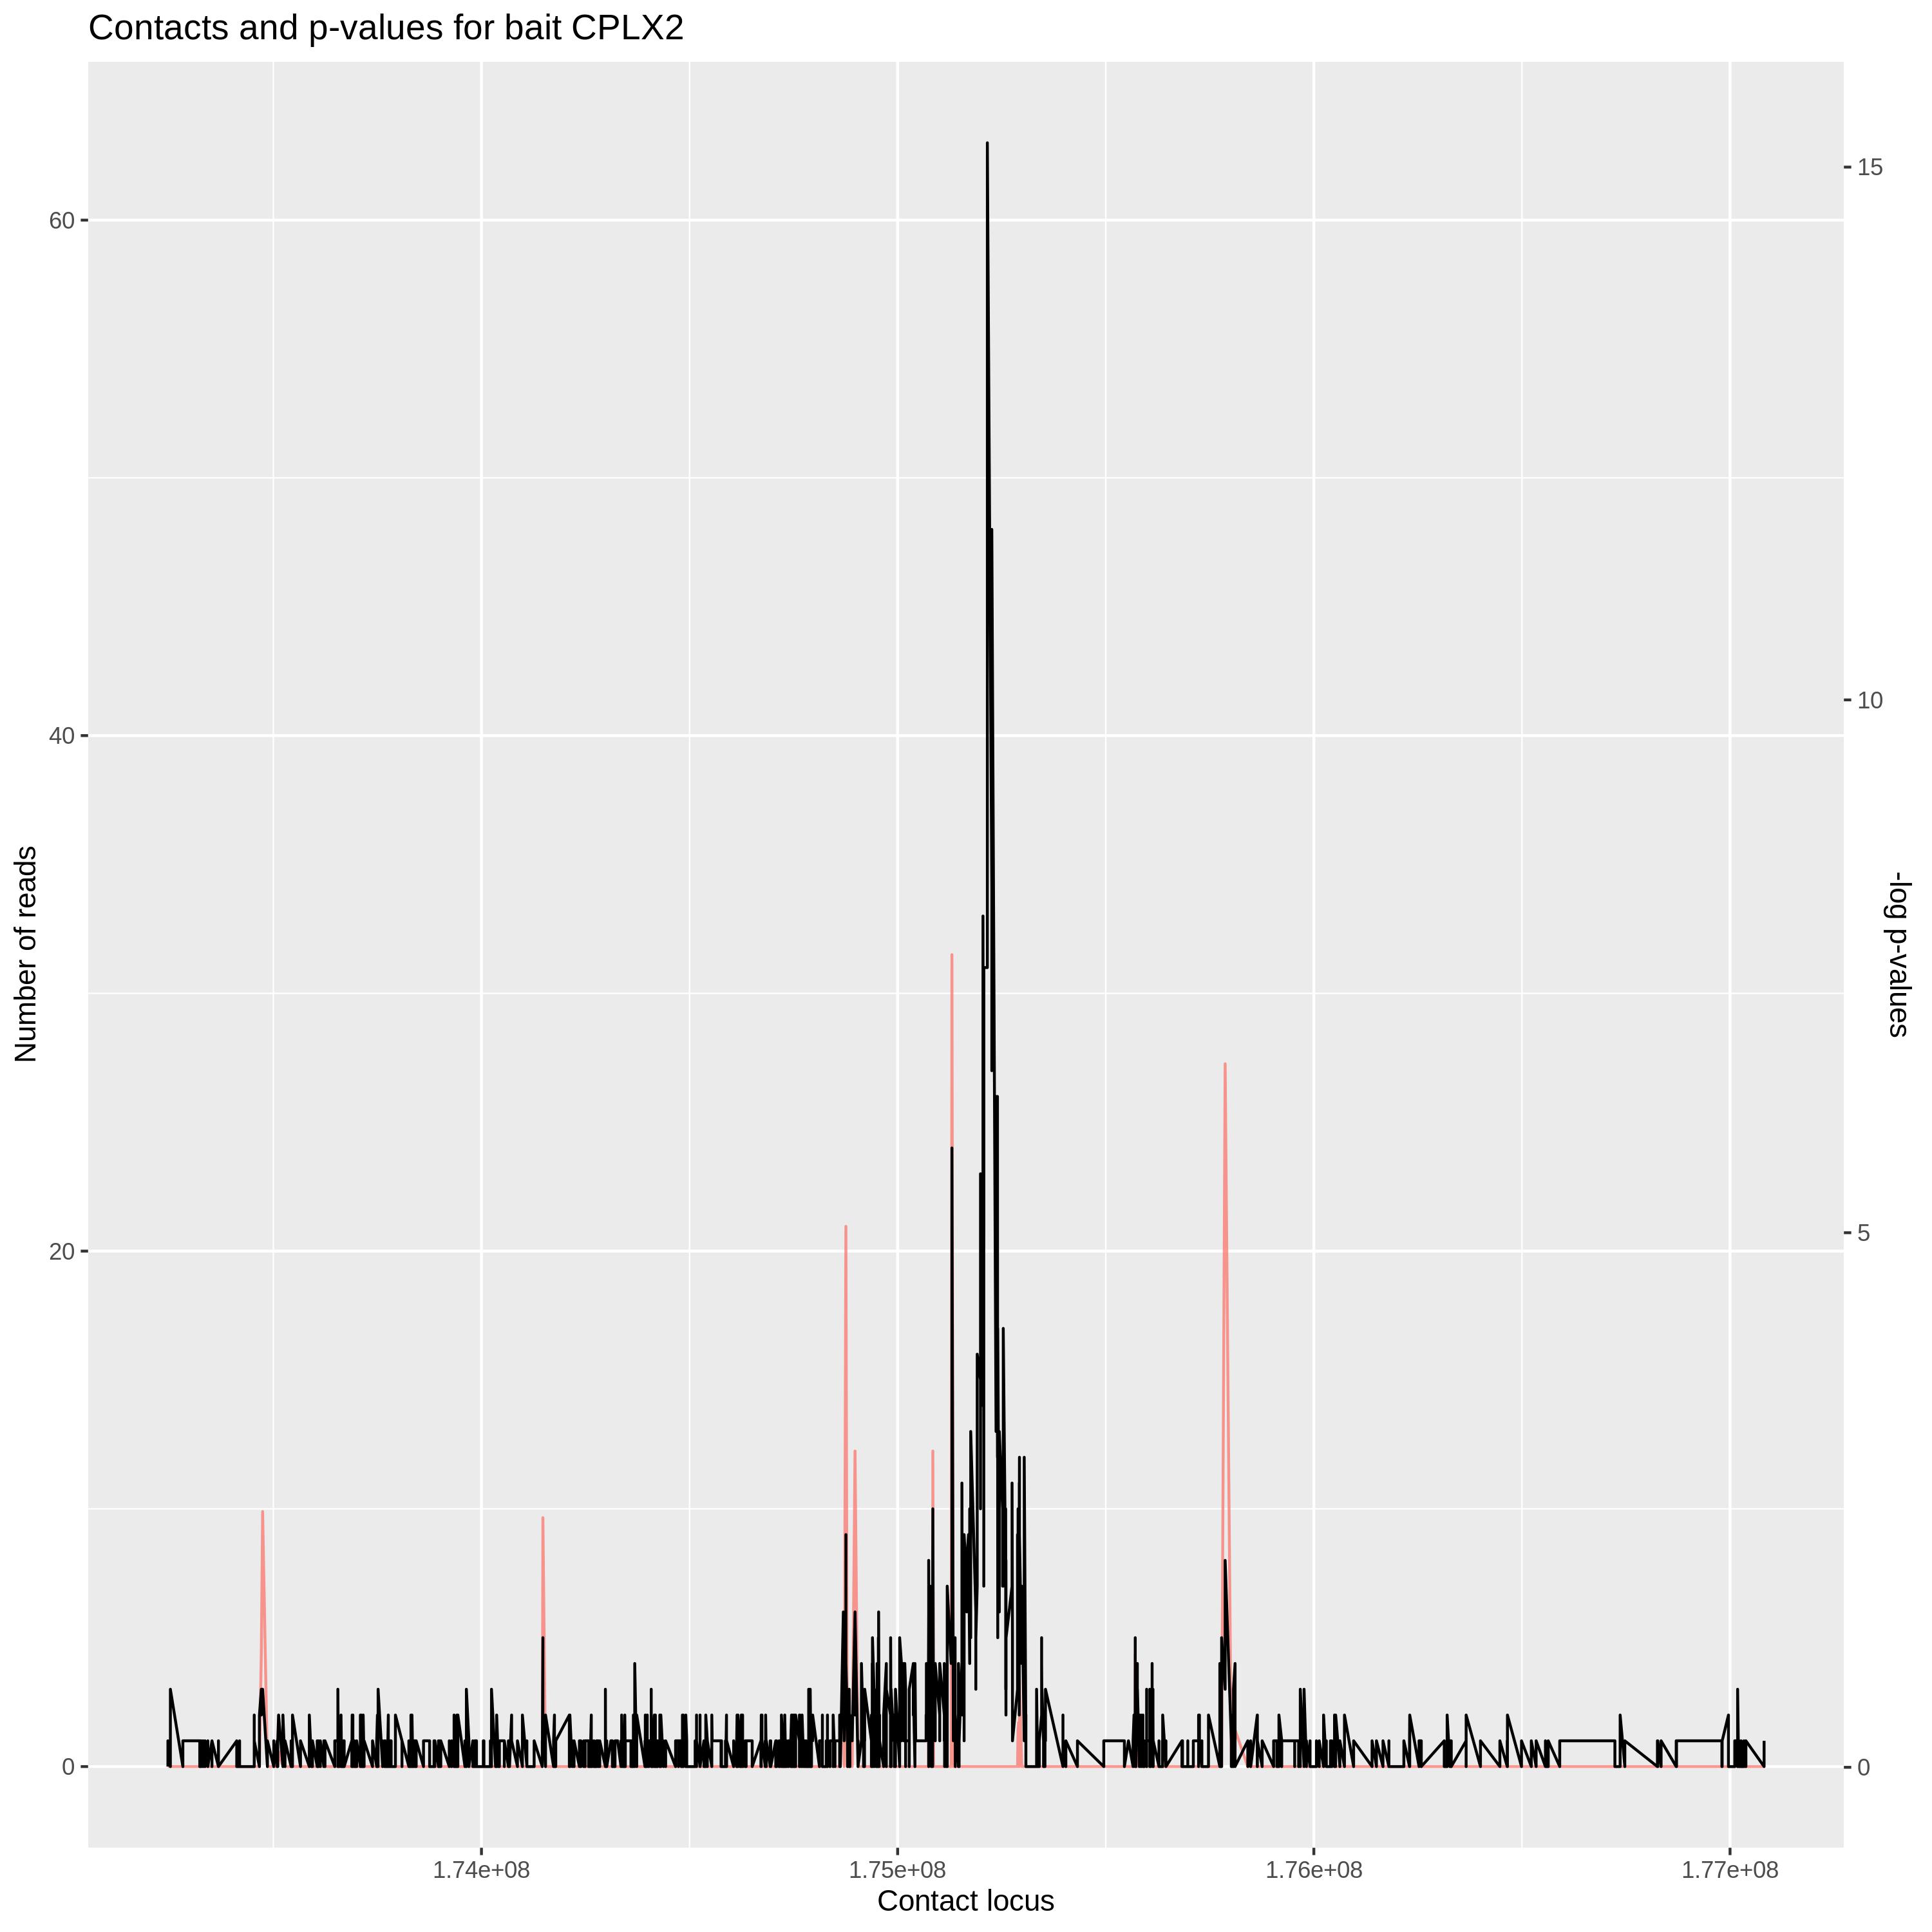 Contacts and p-values for bait CPLX2
60
40
20
0
Number of reads
15
10
5
0
-log p-values
1.74e+08
1.75e+08
1.76e+08
1.77e+08
Contact locus